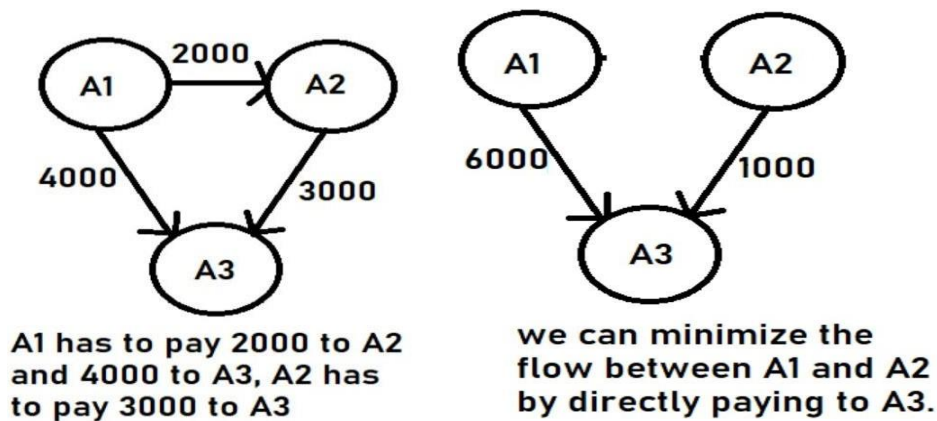 2000
A1
A2
4000
3000
A3
A1 has to pay 2000 to A2
and 4000 to A3, A2 has
to pay 3000 to A3
A1
A2
6000
1000
A3
we can minimize the
flow between A1 and A2
by directly paying to A3.